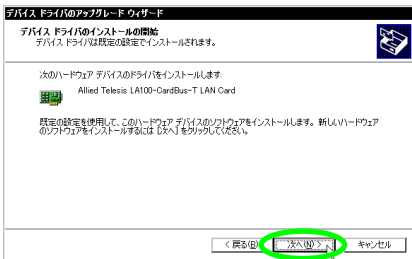 デバイス ドライバのアップグレード ウィザード
デバイス ドライバのインストールの開始
デバイス ドライバは既定の設定でインストールされます。
次のハードウェア デバイスのドライバをインストールします:
Allied Telesis LA100-CardBus-T LAN Card
既定の設定を使用して、このハードウェア デバイスのソフトウェアをインストールします。新しいハードウェア
のソフトウェアをインストールするには [次へ] をクリックしてください。
< 戻る(B) 次へ(N) > キャンセル